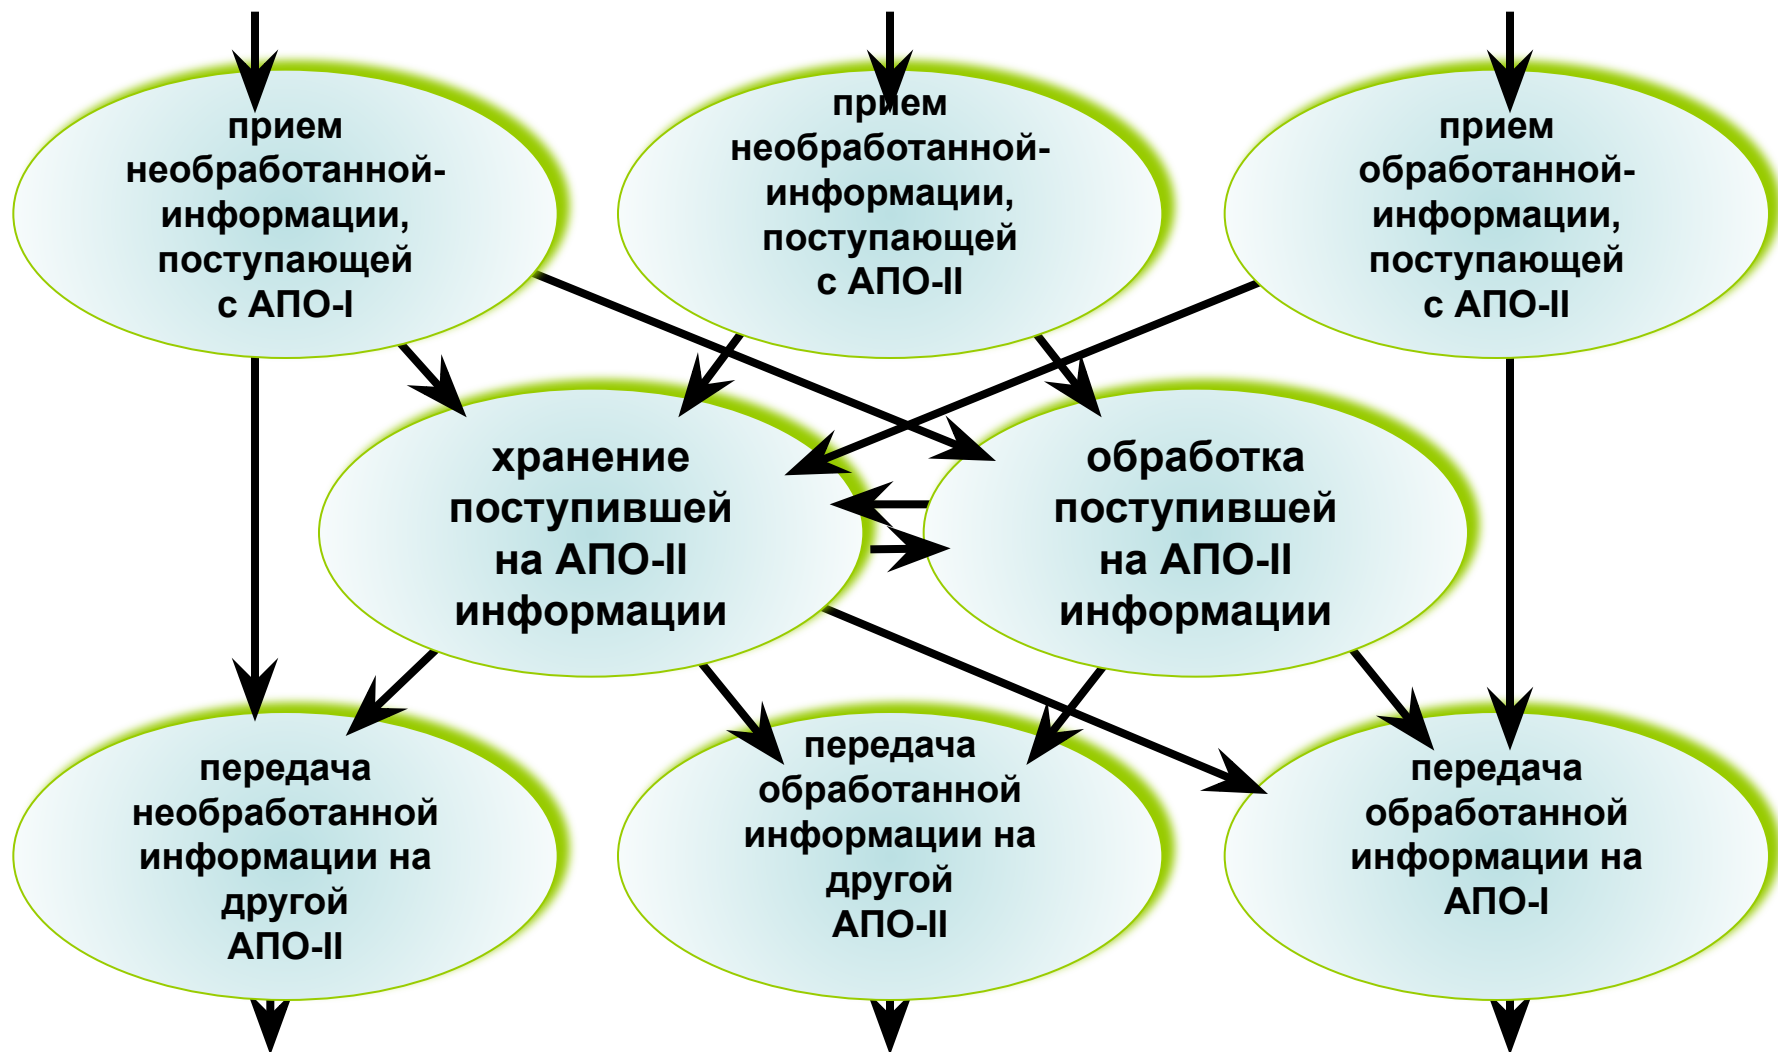 прием
необработанной-
информации,
поступающей
с АПО-I
прием
необработанной-
информации,
поступающей
с АПО-II
прием
обработанной-
информации,
поступающей
с АПО-II
хранение
поступившей
на АПО-II
информации
обработка
поступившей
на АПО-II
информации
передача
необработанной
информации на
другой
АПО-II
передача
обработанной
информации на
другой
АПО-II
передача
обработанной
информации на
АПО-I